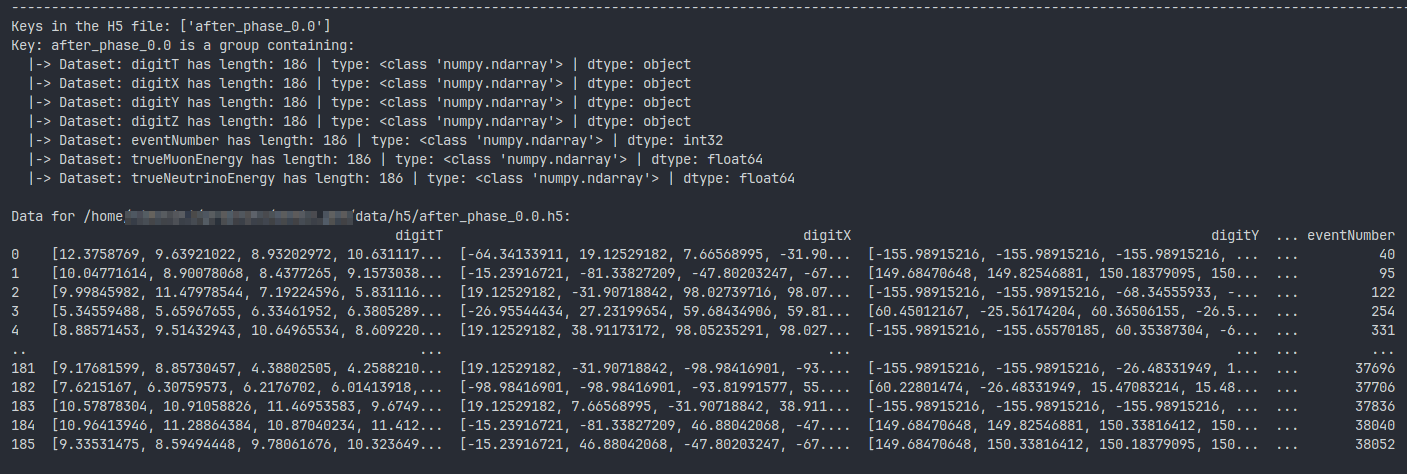 --------------------------------------------------------------------------------------------------------------------------------------------------------------------------------
Keys in the H5 file: ['after_phase_0.0']
Key: after_phase_0.0 is a group containing:
  |-> Dataset: digitT has length: 186 | type: <class 'numpy.ndarray'> | dtype: object
  |-> Dataset: digitX has length: 186 | type: <class 'numpy.ndarray'> | dtype: object
  |-> Dataset: digitY has length: 186 | type: <class 'numpy.ndarray'> | dtype: object
  |-> Dataset: digitZ has length: 186 | type: <class 'numpy.ndarray'> | dtype: object
  |-> Dataset: eventNumber has length: 186 | type: <class 'numpy.ndarray'> | dtype: int32
  |-> Dataset: trueMuonEnergy has length: 186 | type: <class 'numpy.ndarray'> | dtype: float64
  |-> Dataset: trueNeutrinoEnergy has length: 186 | type: <class 'numpy.ndarray'> | dtype: float64
Data for /home/ /data/h5/after_phase_0.0.h5:
digitT digitX digitY ... eventNumber
0 [12.3758769, 9.63921022, 8.93202972, 10.631117... [-64.34133911, 19.12529182, 7.66568995, -31.90... [-155.98915216, -155.98915216, -155.98915216, ... ... 40
1 [10.04771614, 8.90078068, 8.4377265, 9.1573038... [-15.23916721, -81.33827209, -47.80203247, -67... [149.68470648, 149.82546881, 150.18379095, 150... ... 95
2 [9.99845982, 11.47978544, 7.19224596, 5.831116... [19.12529182, -31.90718842, 98.02739716, 98.07... [-155.98915216, -155.98915216, -68.34555933, -... ... 122
3 [5.34559488, 5.65967655, 6.33461952, 6.3805289... [-26.95544434, 27.23199654, 59.68434906, 59.81... [60.45012167, -25.56174204, 60.36506155, -26.5... ... 254
4 [8.88571453, 9.51432943, 10.64965534, 8.609220... [19.12529182, 38.91173172, 98.05235291, 98.027... [-155.98915216, -155.65570185, 60.35387304, -6... ... 331
.. ... ... ... ... ...
181 [9.17681599, 8.85730457, 4.38802505, 4.2588210... [19.12529182, -31.90718842, -98.98416901, -93.... [-155.98915216, -155.98915216, -26.48331949, 1... ... 37696
182 [7.6215167, 6.30759573, 6.2176702, 6.01413918,... [-98.98416901, -98.98416901, -93.81991577, 55.... [60.22801474, -26.48331949, 15.47083214, 15.48... ... 37706
183 [10.57878304, 10.91058826, 11.46953583, 9.6749... [19.12529182, 7.66568995, -31.90718842, 38.911... [-155.98915216, -155.98915216, -155.98915216, ... ... 37836
184 [10.96413946, 11.28864384, 10.87040234, 11.412... [-15.23916721, -81.33827209, 46.88042068, -47.... [149.68470648, 149.82546881, 150.33816412, 150... ... 38040
185 [9.33531475, 8.59494448, 9.78061676, 10.323649... [-15.23916721, 46.88042068, -47.80203247, -67.... [149.68470648, 150.33816412, 150.18379095, 150... ... 38052